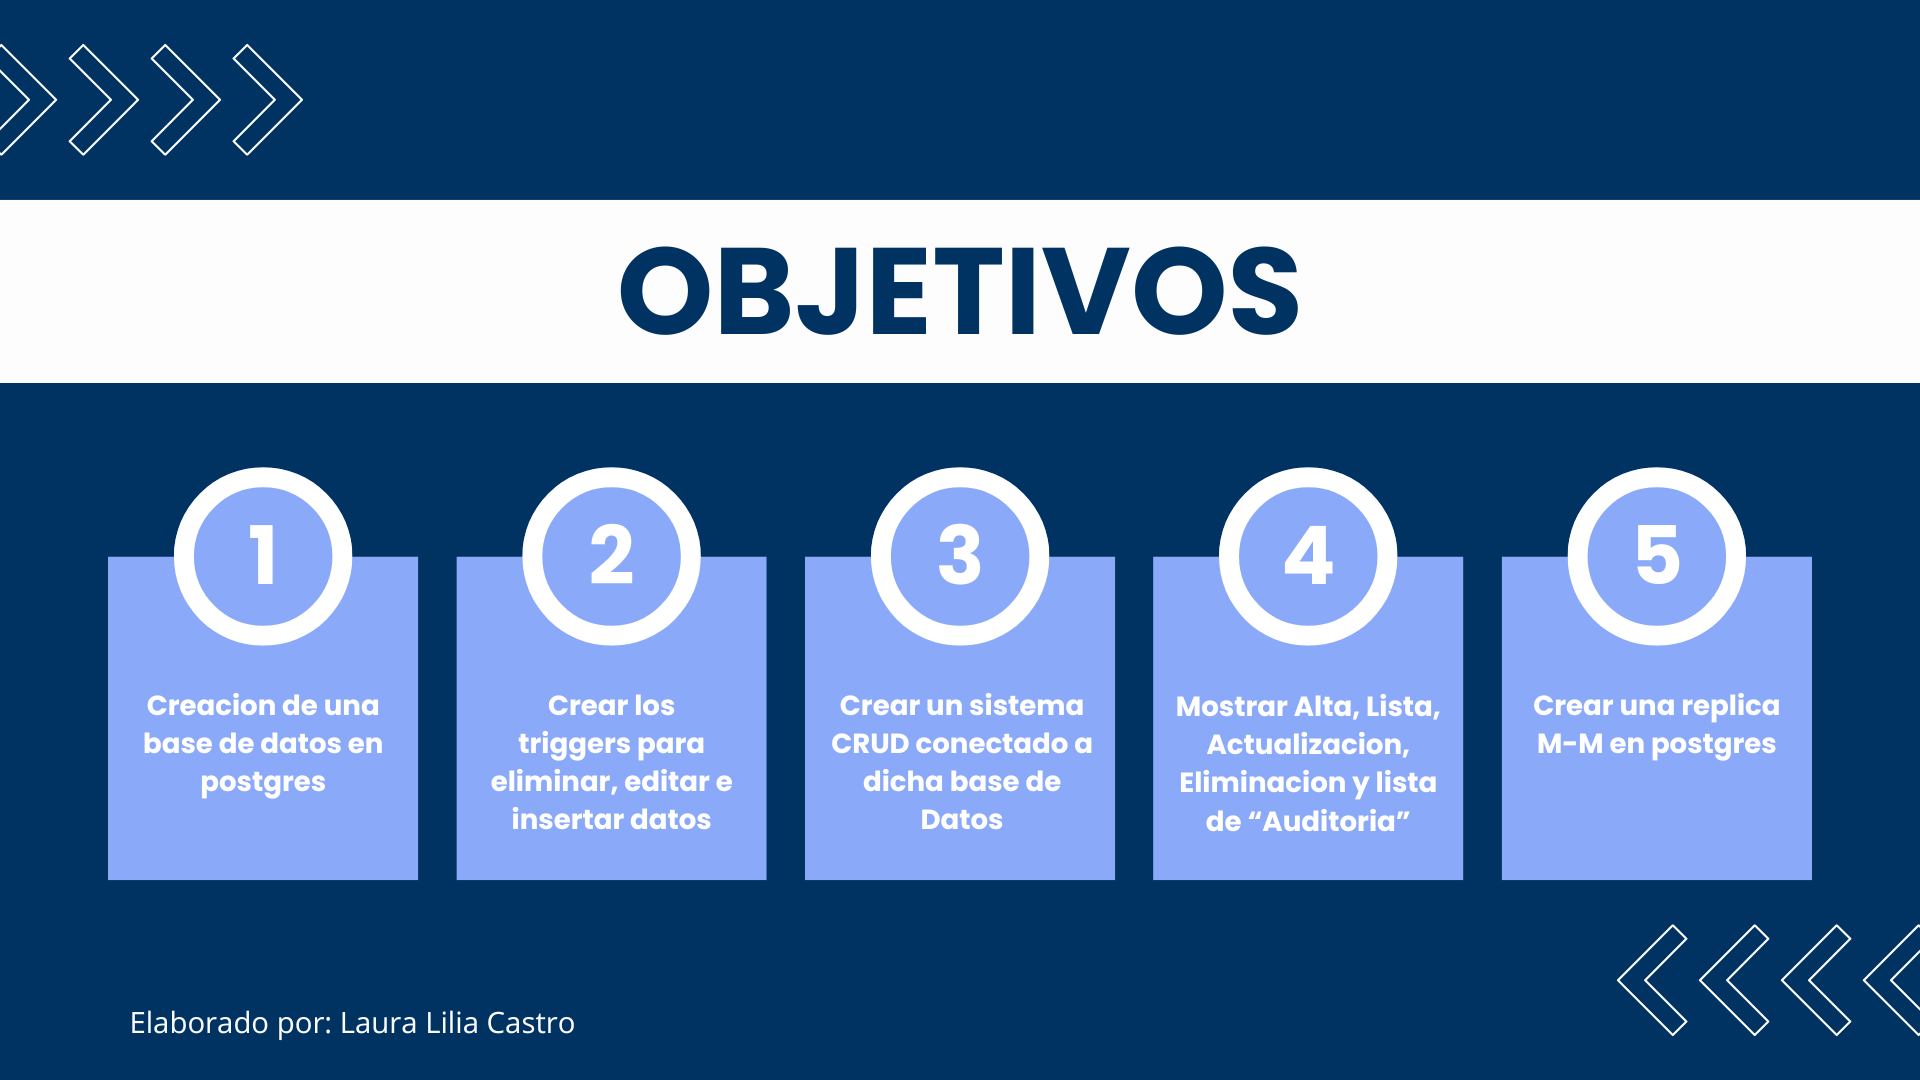 OBJETIVOS
1
Creacion de una
base de datos en
postgres
2
Crear los
triggers para
eliminar, editar e
insertar datos
3
Crear un sistema
CRUD conectado a
dicha base de
Datos
4
Mostrar Alta, Lista,
Actualizacion,
Eliminacion y lista
de “Auditoria”
5
Crear una replica
M-M en postgres
Elaborado por: Laura Lilia Castro